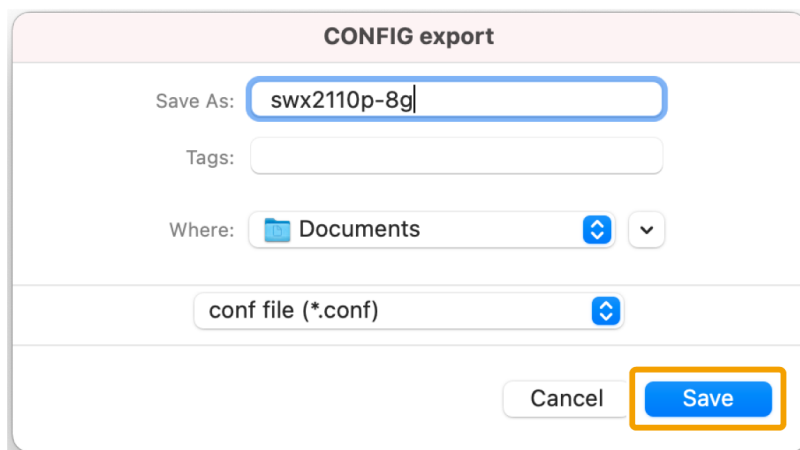 CONFIG export
Save As: swx2110p-8g
Tags:
Where: Documents
conf file (*.conf)
Cancel Save